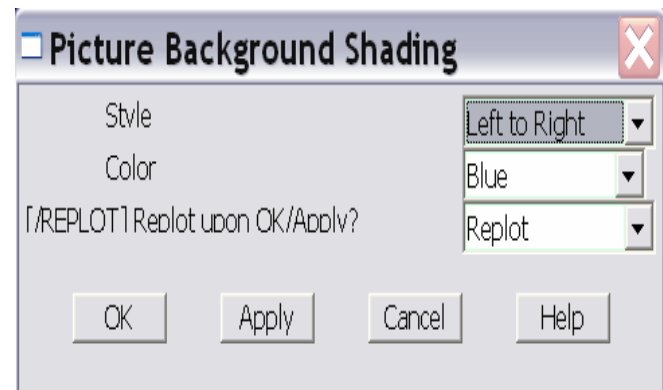 Picture Background Shading
Style Left to Right
Color Blue
[/REPLOT] Replot upon OK/Apply? Replot
OK Apply Cancel Help